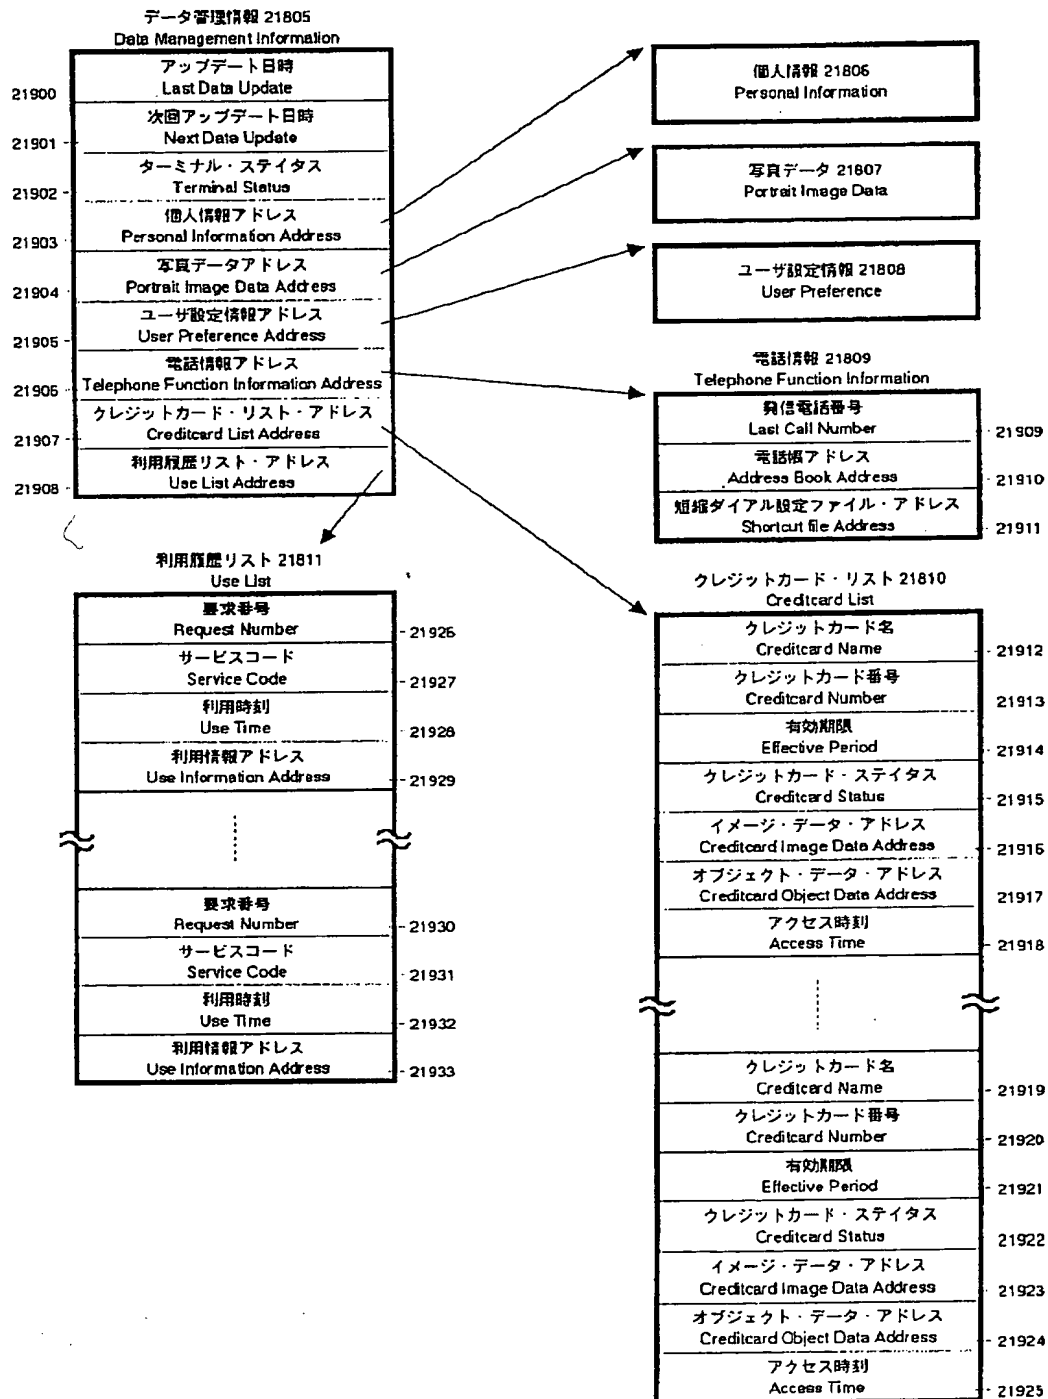 データ管理情報 21805
Data Management Information
アップデート日時
Last Data Update
21900
次回アップデート日時
Next Data Update
21901
ターミナル・ステイタス
Terminal Status
21902
個人情報アドレス
Personal Information Address
21903
写真データアドレス
Portrait Image Data Address
21904
ユーザ設定情報アドレス
User Preference Address
21905
電話情報アドレス
Telephone Function Information Address
21906
クレジットカード・リスト・アドレス
Creditcard List Address
21907
利用履歴リスト・アドレス
Use List Address
21908
個人情報 21806
Personal Information
写真データ 21807
Portrait Image Data
ユーザ設定情報 21808
User Preference
電話情報 21809
Telephone Function Information
発信電話番号
Last Call Number
21909
電話帳アドレス
Address Book Address
21910
短縮ダイアル設定ファイル・アドレス
Shortcut file Address
21911
利用履歴リスト 21811
Use List
要求番号
Request Number
21926
サービスコード
Service Code
21927
利用時刻
Use Time
21928
利用情報アドレス
Use Information Address
21929
要求番号
Request Number
21930
サービスコード
Service Code
21931
利用時刻
Use Time
21932
利用情報アドレス
Use Information Address
21933
クレジットカード・リスト 21810
Creditcard List
クレジットカード名
Creditcard Name
21912
クレジットカード番号
Creditcard Number
21913
有効期限
Effective Period
21914
クレジットカード・ステイタス
Creditcard Status
21915
イメージ・データ・アドレス
Creditcard Image Data Address
21916
オブジェクト・データ・アドレス
Creditcard Object Data Address
21917
アクセス時刻
Access Time
21918
クレジットカード名
Creditcard Name
21919
クレジットカード番号
Creditcard Number
21920
有効期限
Effective Period
21921
クレジットカード・ステイタス
Creditcard Status
21922
イメージ・データ・アドレス
Creditcard Image Data Address
21923
オブジェクト・データ・アドレス
Creditcard Object Data Address
21924
アクセス時刻
Access Time
21925